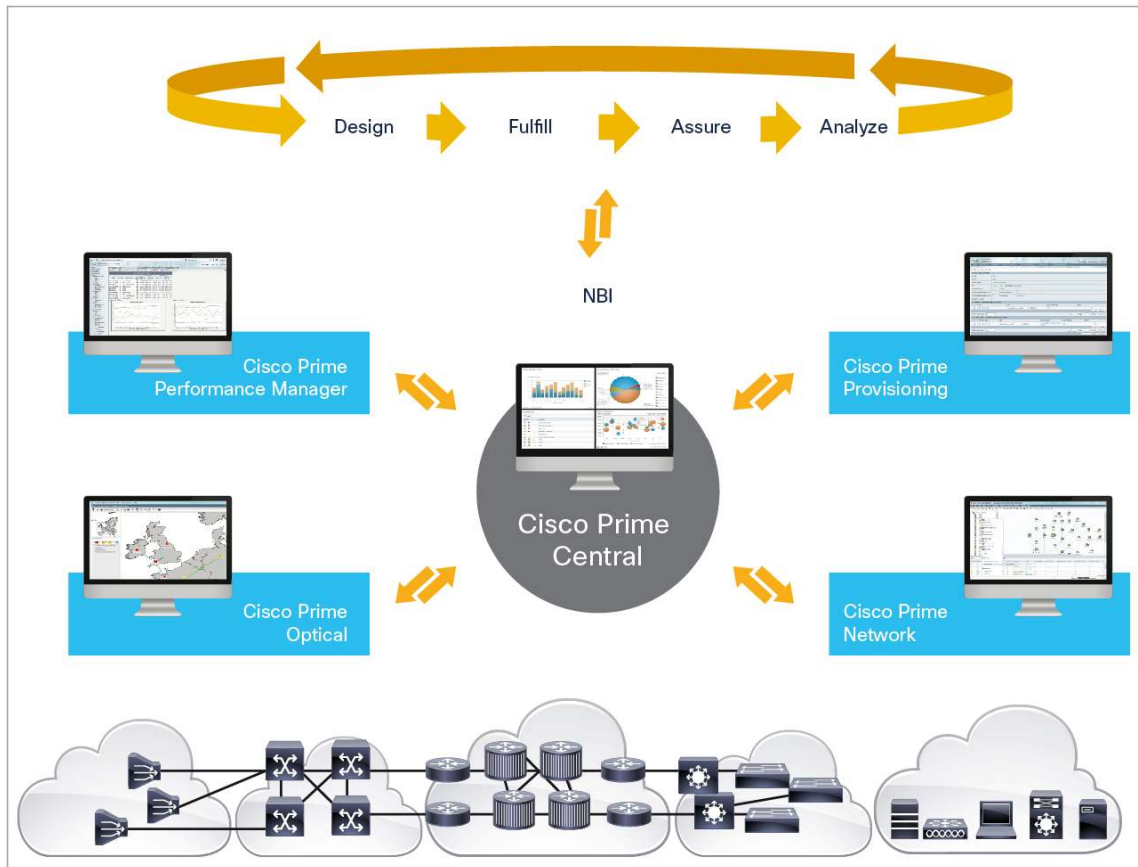 Design
Fulfill
Assure
Analyze
NBI
Cisco Prime
Performance Manager
Cisco Prime
Provisioning
Cisco Prime
Central
Cisco Prime
Optical
Cisco Prime
Network